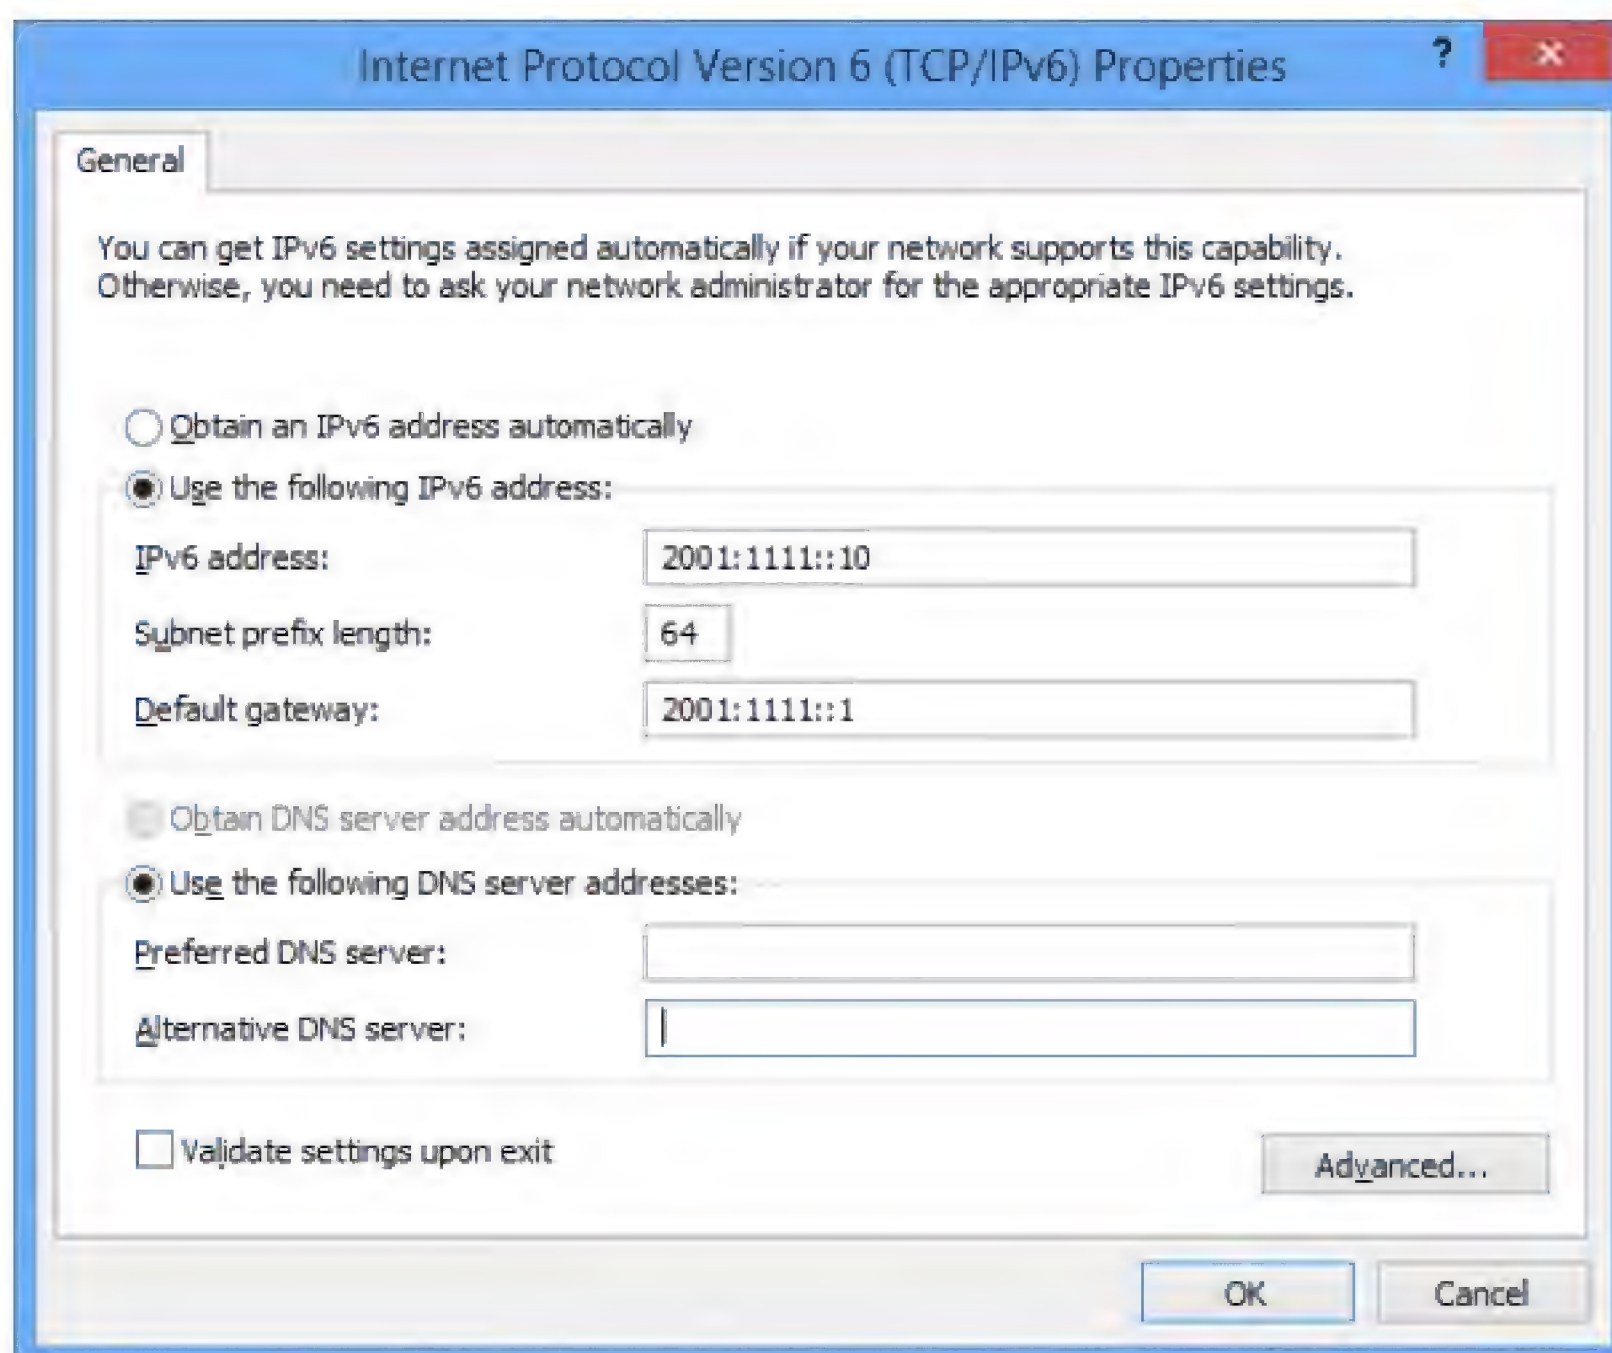 Internet Protocol Version 6 (TCP/IPv6) Properties
?
General
You can get IPv6 settings assigned automatically if your network supports this capability.
Otherwise, you need to ask your network administrator for the appropriate IPv6 settings.
Obtain an IPv6 address automatically
Use the following IPv6 address:
IPv6 address: 2001:1111::10
Subnet prefix length: 64
Default gateway: 2001:1111::1
Obtain DNS server address automatically
Use the following DNS server addresses:
Preferred DNS server:
Alternative DNS server:
Validate settings upon exit
Advanced...
OK Cancel